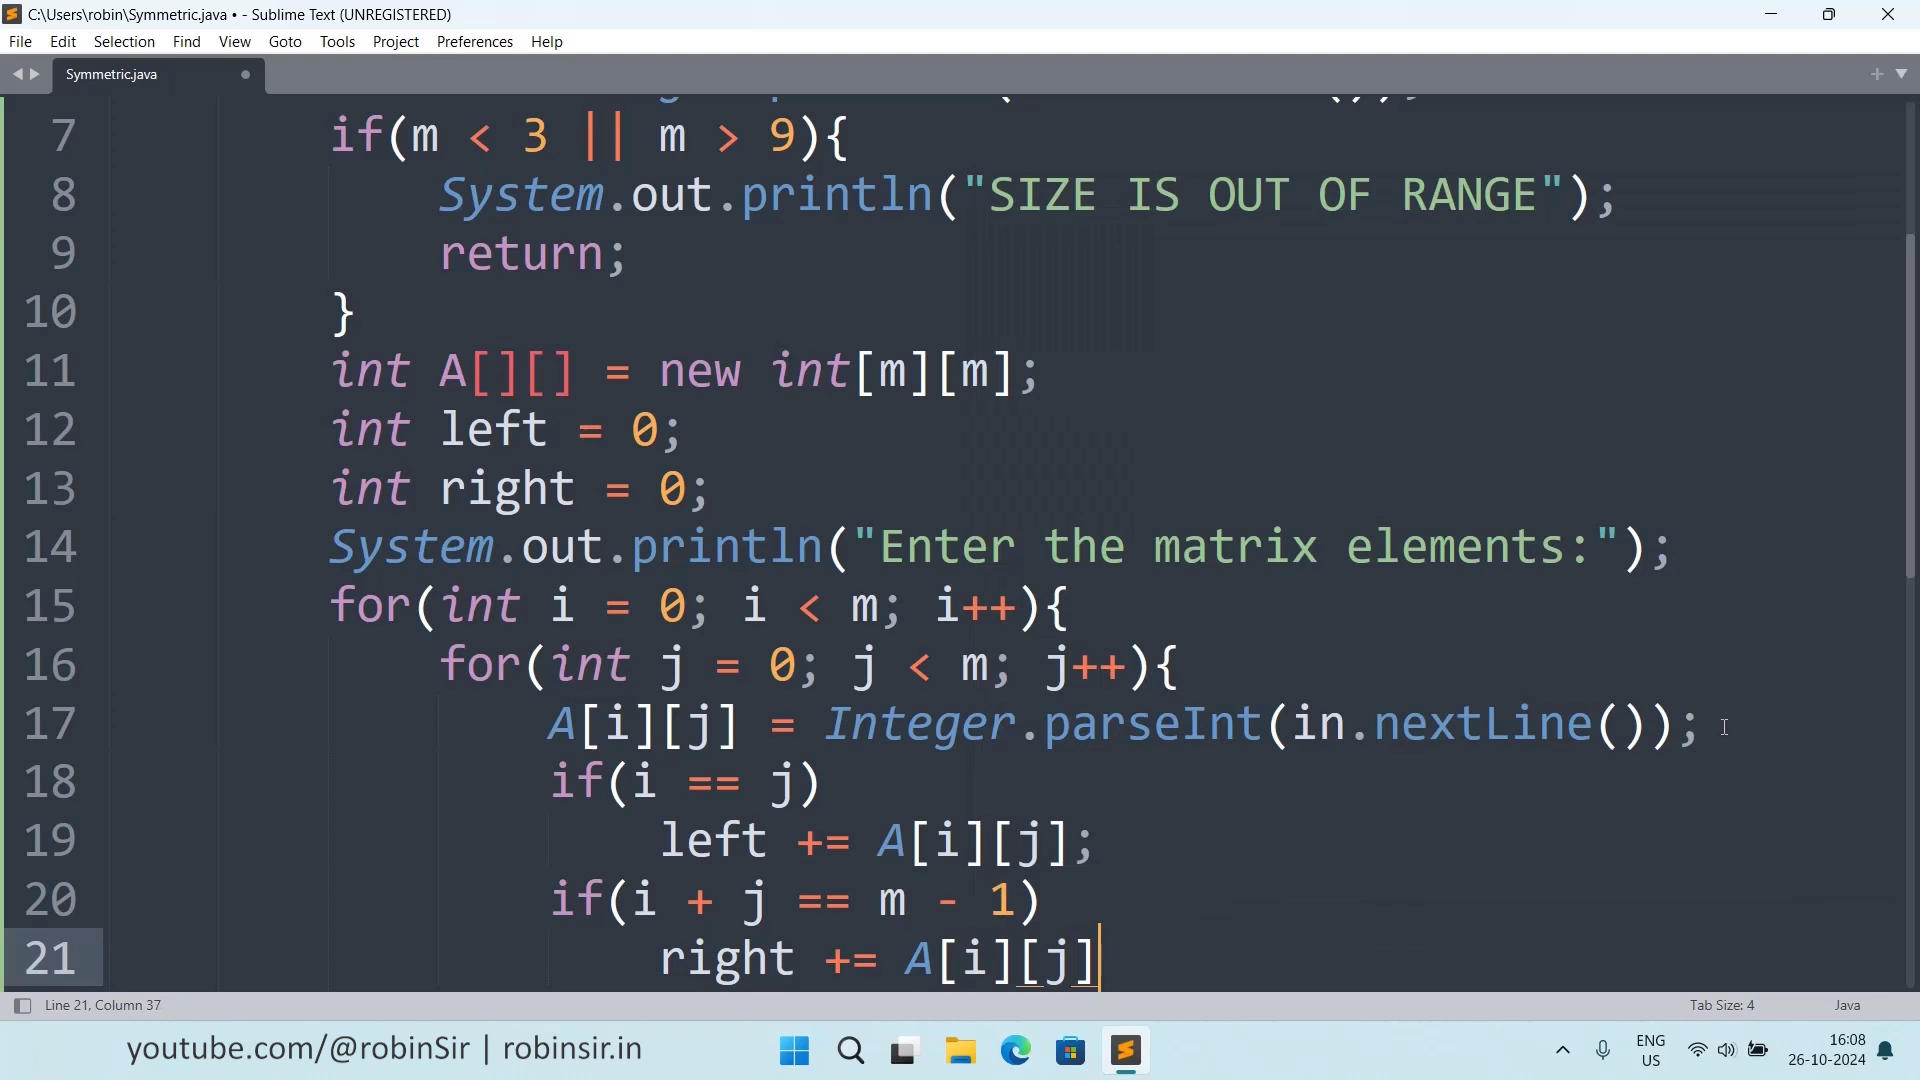 C:\Users\robin\Symmetric.java • - Sublime Text (UNREGISTERED)
File Edit Selection Find View Goto Tools Project Preferences Help
Symmetric.java
7 if(m < 3 || m > 9){
8 System.out.println("SIZE IS OUT OF RANGE");
9 return;
10 }
11 int A[][] = new int[m][m];
12 int left = 0;
13 int right = 0;
14 System.out.println("Enter the matrix elements:");
15 for(int i = 0; i < m; i++){
16 for(int j = 0; j < m; j++){
17 A[i][j] = Integer.parseInt(in.nextLine());
18 if(i == j)
19 left += A[i][j];
20 if(i + j == m - 1)
21 right += A[i][j]
Line 21, Column 37 Tab Size: 4 Java
youtube.com/@robinSir | robinsir.in
ENG
US
16:08
26-10-2024